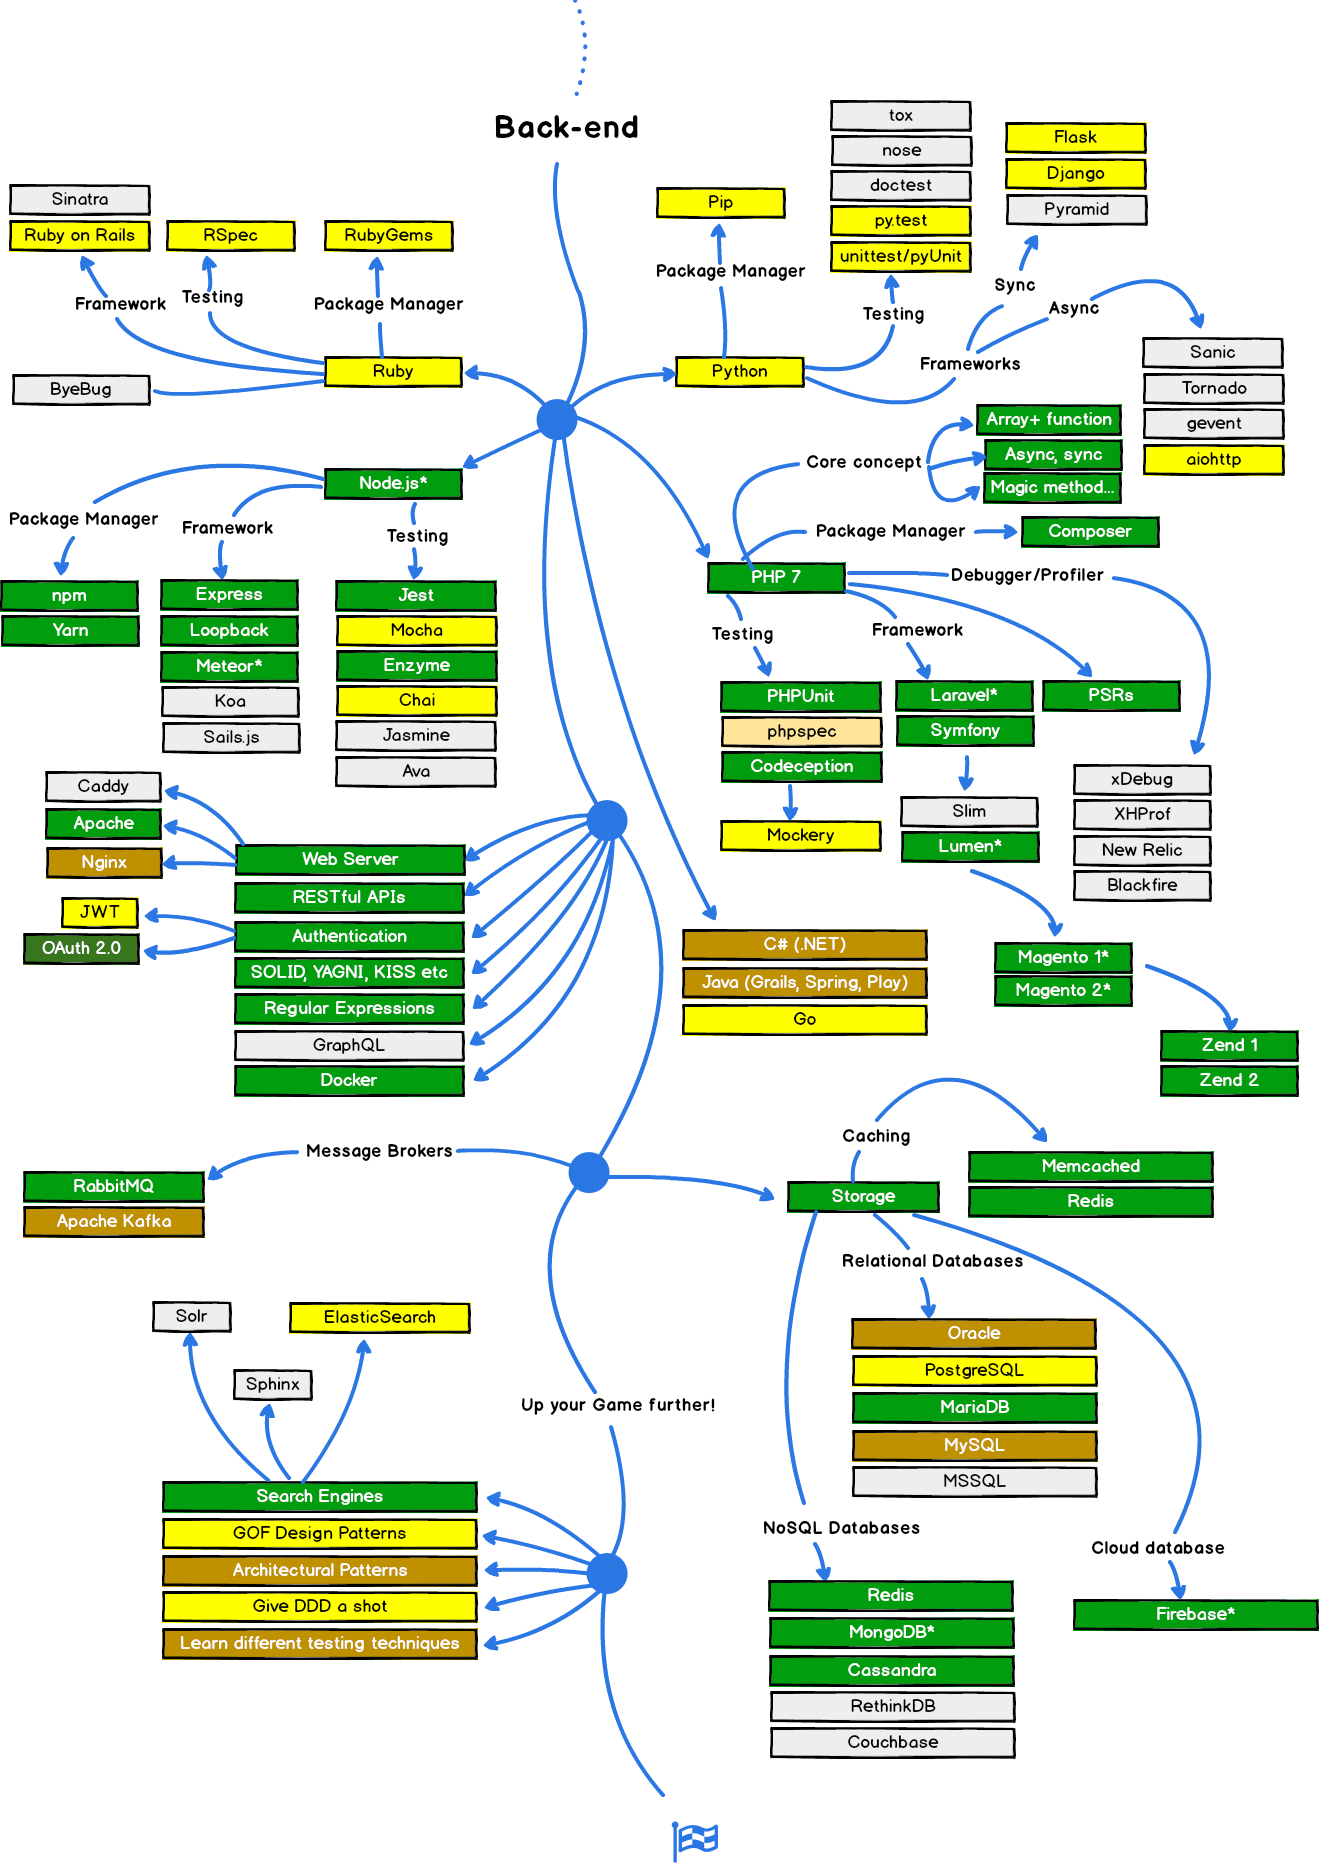 Back-end
Sinatra
Ruby on Rails
RSpec
RubyGems
Framework
Testing
Package Manager
Ruby
ByeBug
Pip
Package Manager
Python
tox
nose
doctest
py.test
unittest/pyUnit
Testing
Flask
Django
Pyramid
Sync
Async
Frameworks
Sanic
Tornado
gevent
aiohttp
Node.js*
Package Manager
Framework
Testing
npm
Yarn
Express
Loopback
Meteor*
Koa
Sails.js
Jest
Mocha
Enzyme
Chai
Jasmine
Ava
Core concept
Array+ function
Async, sync
Magic method...
Package Manager
Composer
PHP 7
Debugger/Profiler
Testing
Framework
PHPUnit
phpspec
Codeception
Mockery
Laravel*
Symfony
PSRs
Slim
Lumen*
xDebug
XHProf
New Relic
Blackfire
Magento 1*
Magento 2*
Zend 1
Zend 2
Caddy
Apache
Nginx
JWT
OAuth 2.0
Web Server
RESTful APIs
Authentication
SOLID, YAGNI, KISS etc
Regular Expressions
GraphQL
Docker
C# (.NET)
Java (Grails, Spring, Play)
Go
Message Brokers
RabbitMQ
Apache Kafka
Caching
Storage
Memcached
Redis
Relational Databases
Oracle
PostgreSQL
MariaDB
MySQL
MSSQL
NoSQL Databases
Redis
MongoDB*
Cassandra
RethinkDB
Couchbase
Cloud database
Firebase*
Up your Game further!
Solr
ElasticSearch
Sphinx
Search Engines
GOF Design Patterns
Architectural Patterns
Give DDD a shot
Learn different testing techniques